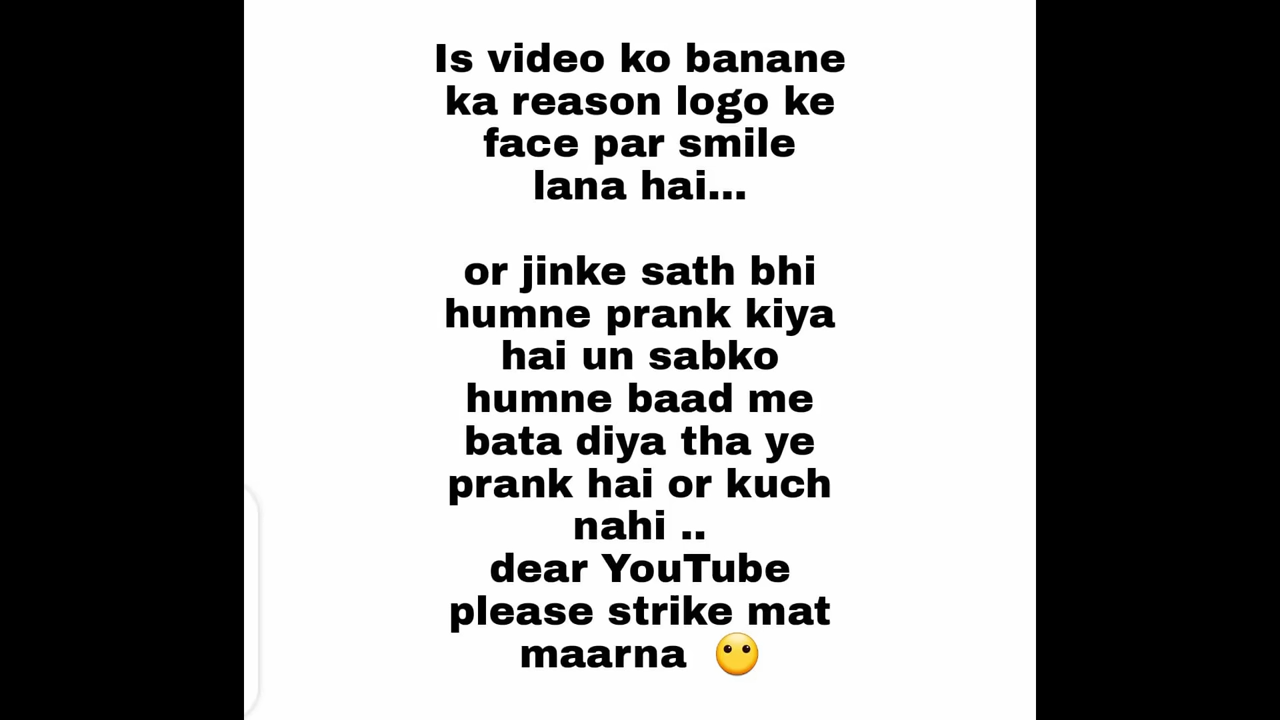 Is video ko banane
ka reason logo ke
face par smile
lana hai...
or jinke sath bhi
humne prank kiya
hai un sabko
humne baad me
bata diya tha ye
prank hai or kuch
nahi ..
dear YouTube
please strike mat
maarna 😶